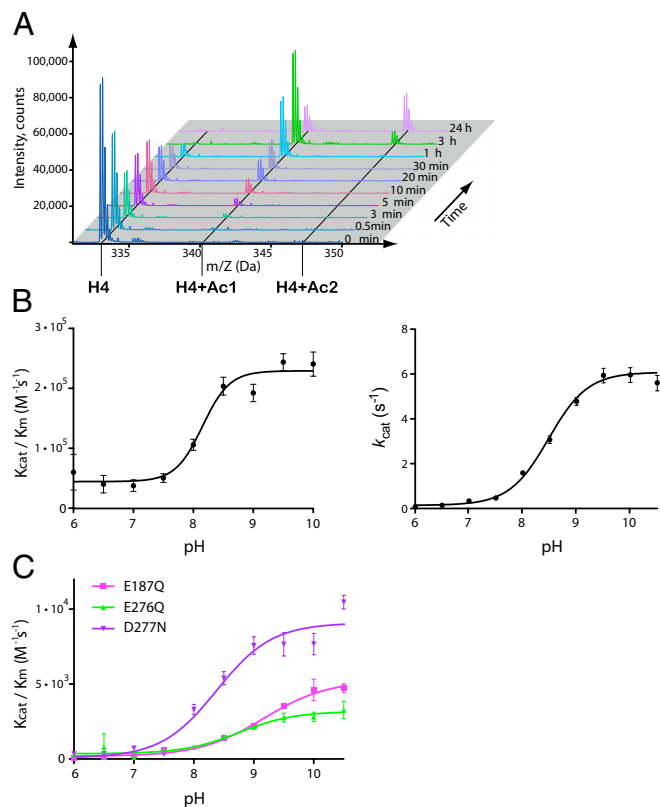 A
Intensity, counts
100,000
80,000
60,000
40,000
20,000
0
24 h
3 h
1 h
30 min
20 min
10 min
5 min
3 min
0.5min
0 min
Time
335 340 345 350
m/Z (Da)
H4 H4+Ac1 H4+Ac2
B
Kcat / Km (M⁻¹s⁻¹)
3•10⁵
2•10⁵
1•10⁵
0
6 7 8 9 10
pH
kcat (s⁻¹)
8
6
4
2
0
6 7 8 9 10
pH
C
E187Q
E276Q
D277N
Kcat / Km (M⁻¹s⁻¹)
1•10⁴
5•10³
0
6 7 8 9 10
pH